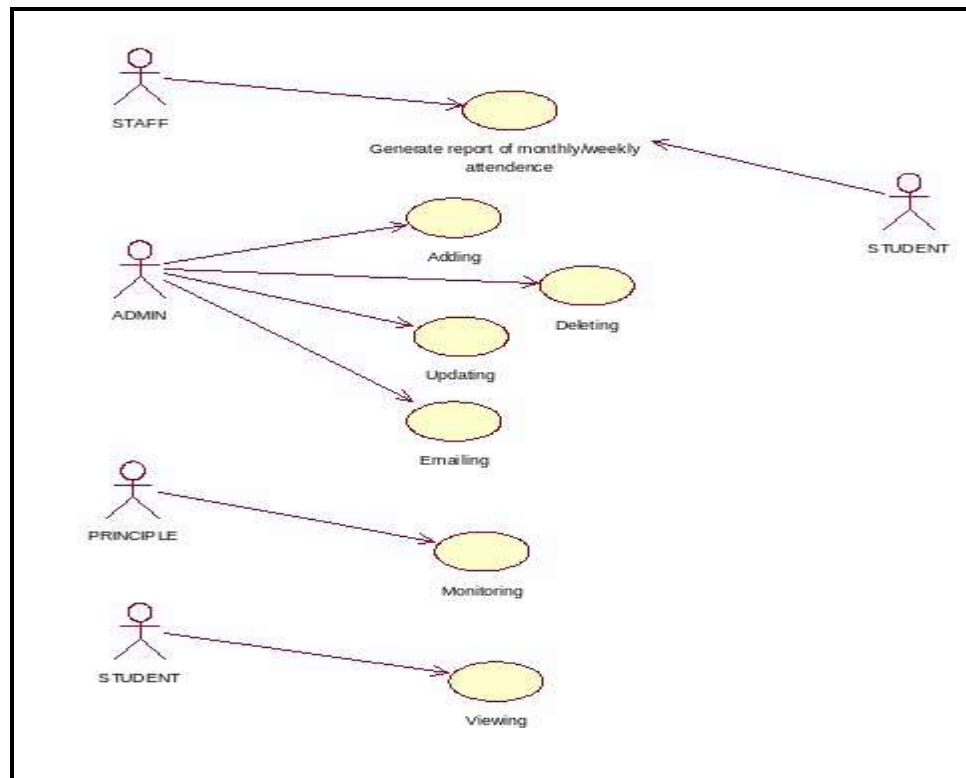 STAFF
Generate report of monthly/weekly
attendence
STUDENT
Adding
ADMIN
Deleting
Updating
Emailing
PRINCIPLE
Monitoring
STUDENT
Viewing